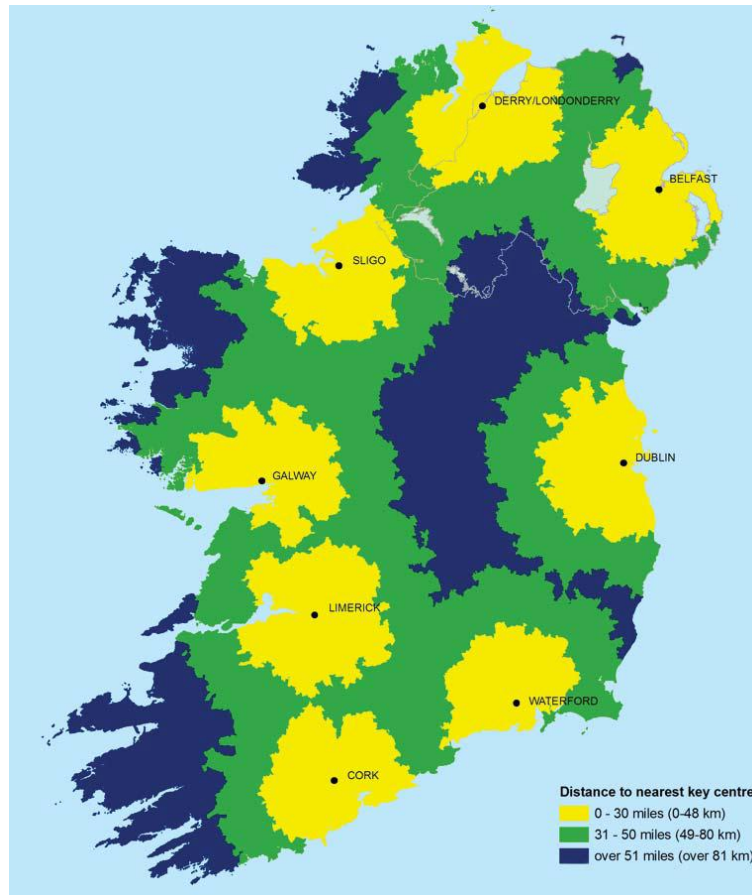 DERRY/LONDONDERRY
BELFAST
SLIGO
DUBLIN
GALWAY
LIMERICK
WATERFORD
CORK
Distance to nearest key centre
0 - 30 miles (0-48 km)
31 - 50 miles (49-80 km)
over 51 miles (over 81 km)